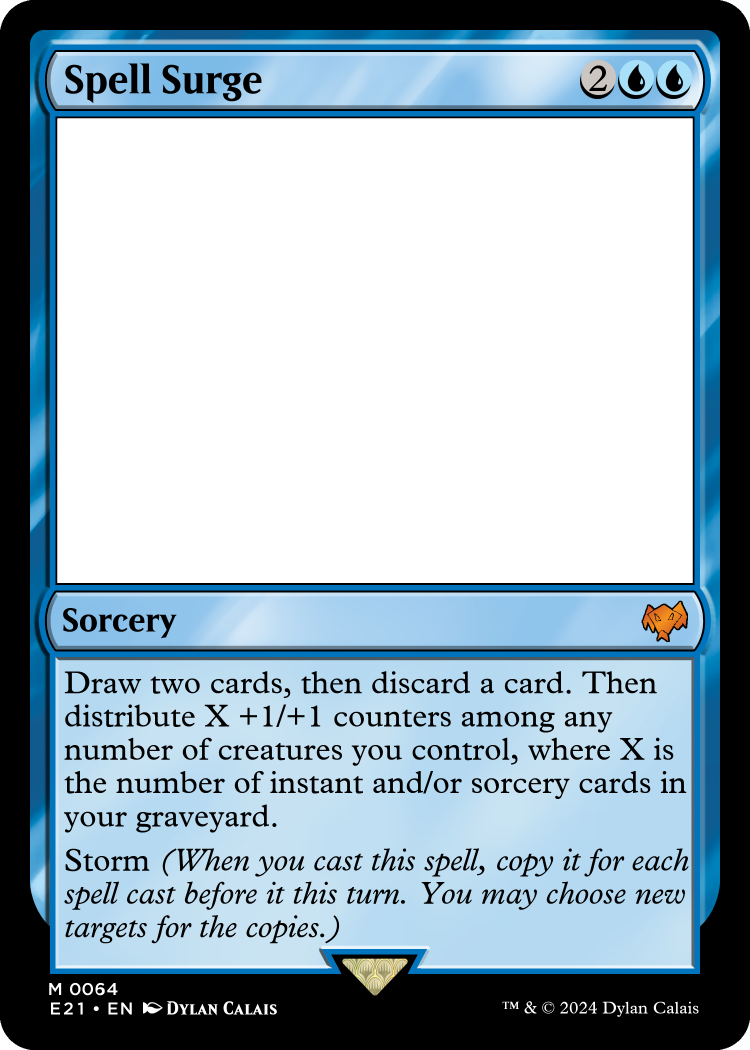 Spell Surge 2
Sorcery
Draw two cards, then discard a card. Then
distribute X +1/+1 counters among any
number of creatures you control, where X is
the number of instant and/or sorcery cards in
your graveyard.
Storm (When you cast this spell, copy it for each
spell cast before it this turn. You may choose new
targets for the copies.)
M 0064
E21 • EN Dylan Calais ™ & © 2024 Dylan Calais